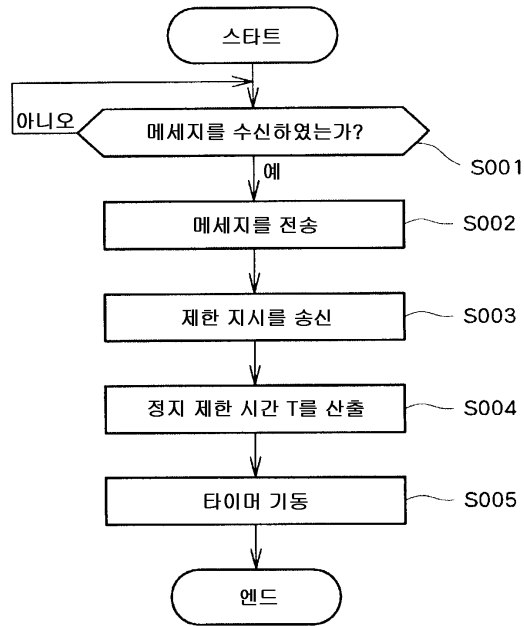 스타트
아니오
메세지를 수신하였는가?
S001
예
메세지를 전송
S002
제한 지시를 송신
S003
정지 제한 시간 T를 산출
S004
타이머 기동
S005
엔드